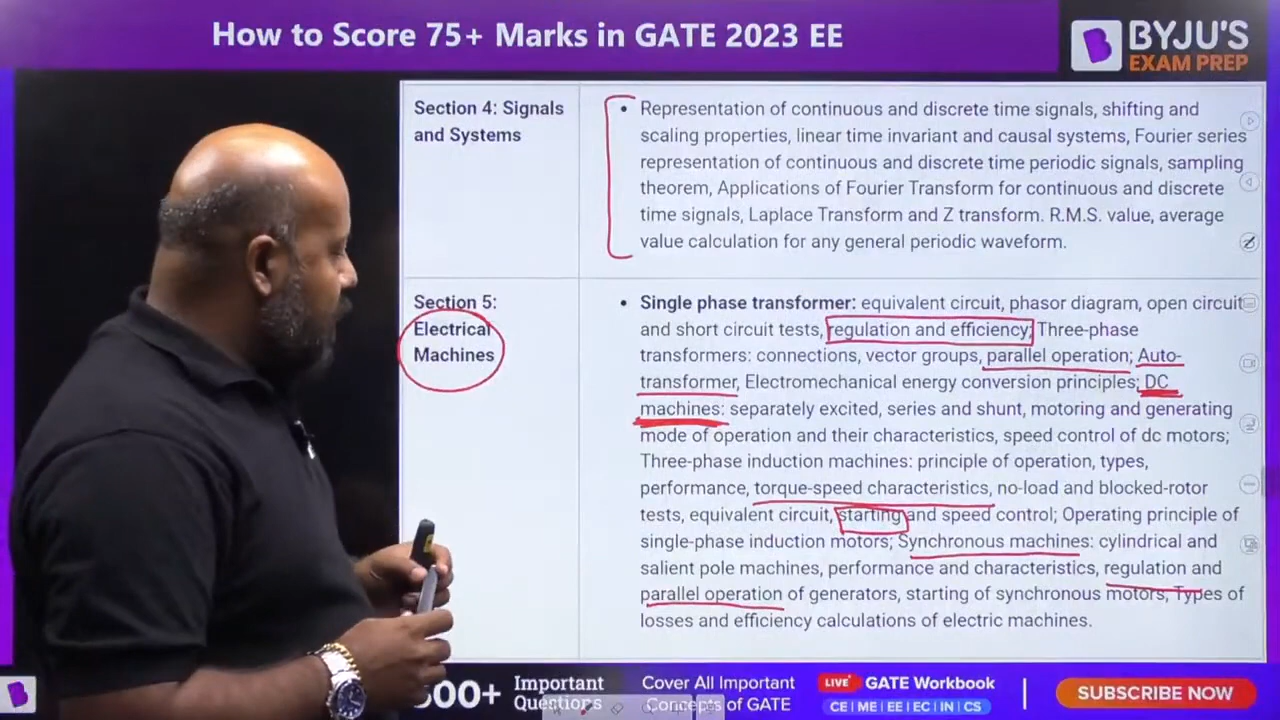 How to Score 75+ Marks in GATE 2023 EE
BYJU'S
EXAM PREP
Section 4: Signals
and Systems
• Representation of continuous and discrete time signals, shifting and
scaling properties, linear time invariant and causal systems, Fourier series
representation of continuous and discrete time periodic signals, sampling
theorem, Applications of Fourier Transform for continuous and discrete
time signals, Laplace Transform and Z transform. R.M.S. value, average
value calculation for any general periodic waveform.
Section 5:
Electrical
Machines
• Single phase transformer: equivalent circuit, phasor diagram, open circuit
and short circuit tests, regulation and efficiency; Three-phase
transformers: connections, vector groups, parallel operation; Auto-
transformer, Electromechanical energy conversion principles; DC
machines: separately excited, series and shunt, motoring and generating
mode of operation and their characteristics, speed control of dc motors;
Three-phase induction machines: principle of operation, types,
performance, torque-speed characteristics, no-load and blocked-rotor
tests, equivalent circuit, starting and speed control; Operating principle of
single-phase induction motors; Synchronous machines: cylindrical and
salient pole machines, performance and characteristics, regulation and
parallel operation of generators, starting of synchronous motors, Types of
losses and efficiency calculations of electric machines.
Important
Questions
Cover All Important
Concepts of GATE
LIVE GATE Workbook
CE | ME | EE | EC | IN | CS
SUBSCRIBE NOW